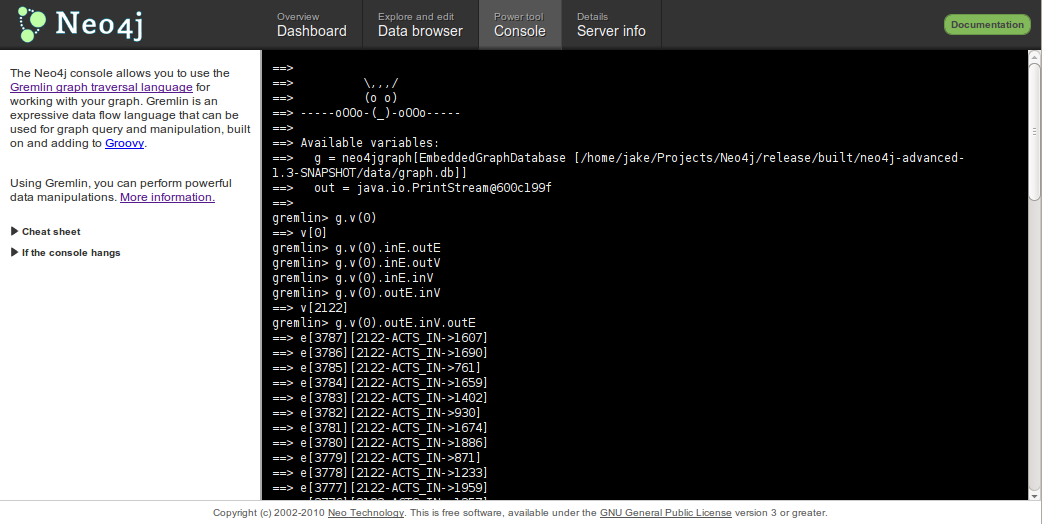 Neo4j
Overview
Dashboard
Explore and edit
Data browser
Power tool
Console
Details
Server info
Documentation
The Neo4j console allows you to use the
Gremlin graph traversal language for
working with your graph. Gremlin is an
expressive data flow language that can be
used for graph query and manipulation, built
on and adding to Groovy.
Using Gremlin, you can perform powerful
data manipulations. More information.
Cheat sheet
If the console hangs
==>
==>          \,,,/
==>          (o o)
==> -----oOOo-(_)-oOOo-----
==>
==> Available variables:
==>   g = neo4jgraph[EmbeddedGraphDatabase [/home/jake/Projects/Neo4j/release/built/neo4j-advanced-
1.3-SNAPSHOT/data/graph.db]]
==>   out = java.io.PrintStream@600c199f
==>
gremlin> g.v(0)
==> v[0]
gremlin> g.v(0).inE.outE
gremlin> g.v(0).inE.outV
gremlin> g.v(0).inE.inV
gremlin> g.v(0).outE.inV
==> v[2122]
gremlin> g.v(0).outE.inV.outE
==> e[3787][2122-ACTS_IN->1607]
==> e[3786][2122-ACTS_IN->1690]
==> e[3785][2122-ACTS_IN->761]
==> e[3784][2122-ACTS_IN->1659]
==> e[3783][2122-ACTS_IN->1402]
==> e[3782][2122-ACTS_IN->930]
==> e[3781][2122-ACTS_IN->1674]
==> e[3780][2122-ACTS_IN->1886]
==> e[3779][2122-ACTS_IN->871]
==> e[3778][2122-ACTS_IN->1233]
==> e[3777][2122-ACTS_IN->1959]
Copyright (c) 2002-2010 Neo Technology. This is free software, available under the GNU General Public License version 3 or greater.